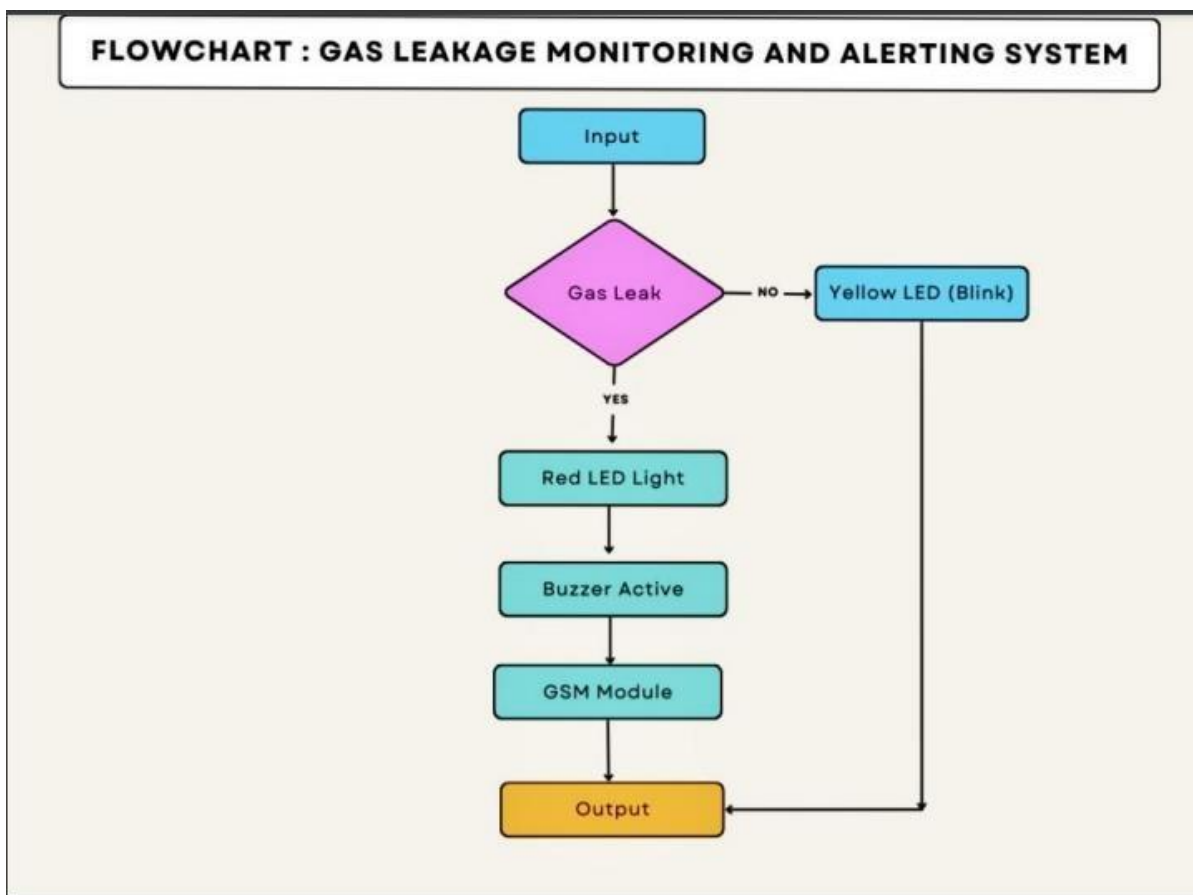 FLOWCHART : GAS LEAKAGE MONITORING AND ALERTING SYSTEM
Input
Gas Leak
NO
Yellow LED (Blink)
YES
Red LED Light
Buzzer Active
GSM Module
Output